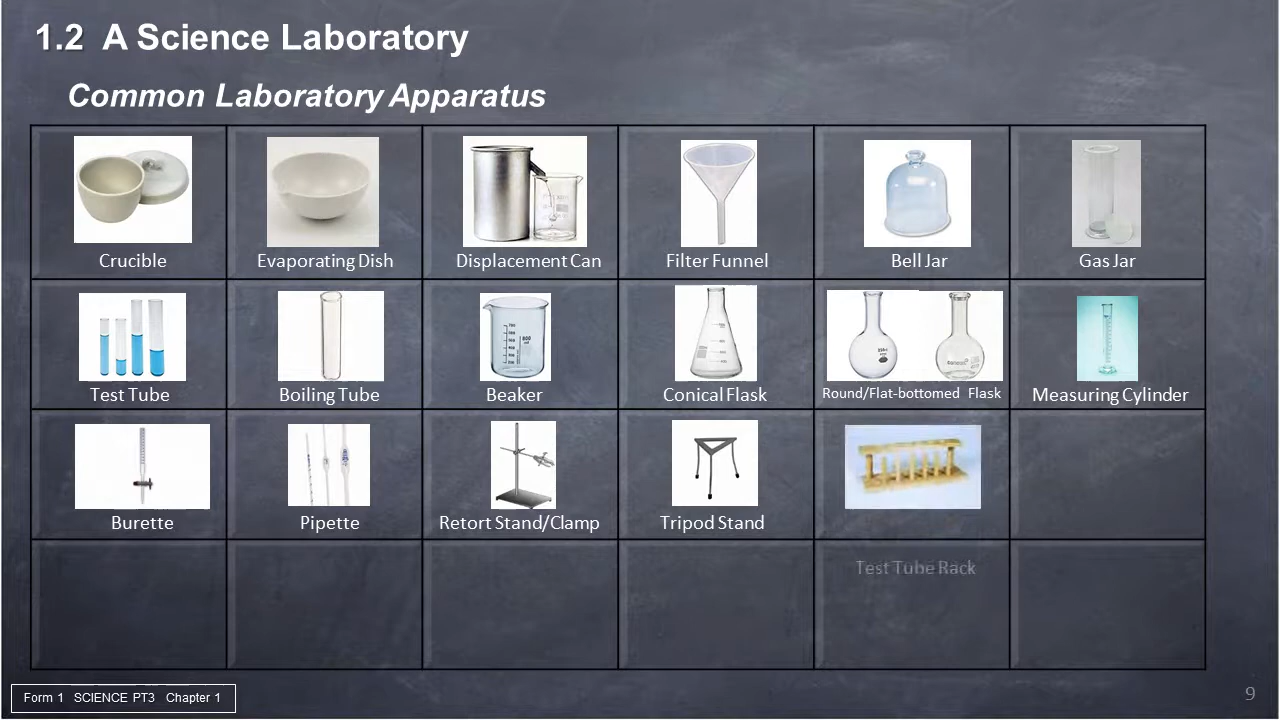 1.2 A Science Laboratory
Common Laboratory Apparatus
Crucible
Evaporating Dish
Displacement Can
Filter Funnel
Bell Jar
Gas Jar
Test Tube
Boiling Tube
Beaker
Conical Flask
Round/Flat-bottomed Flask
Measuring Cylinder
Burette
Pipette
Retort Stand/Clamp
Tripod Stand
Test Tube Rack
Form 1 SCIENCE PT3 Chapter 1
9